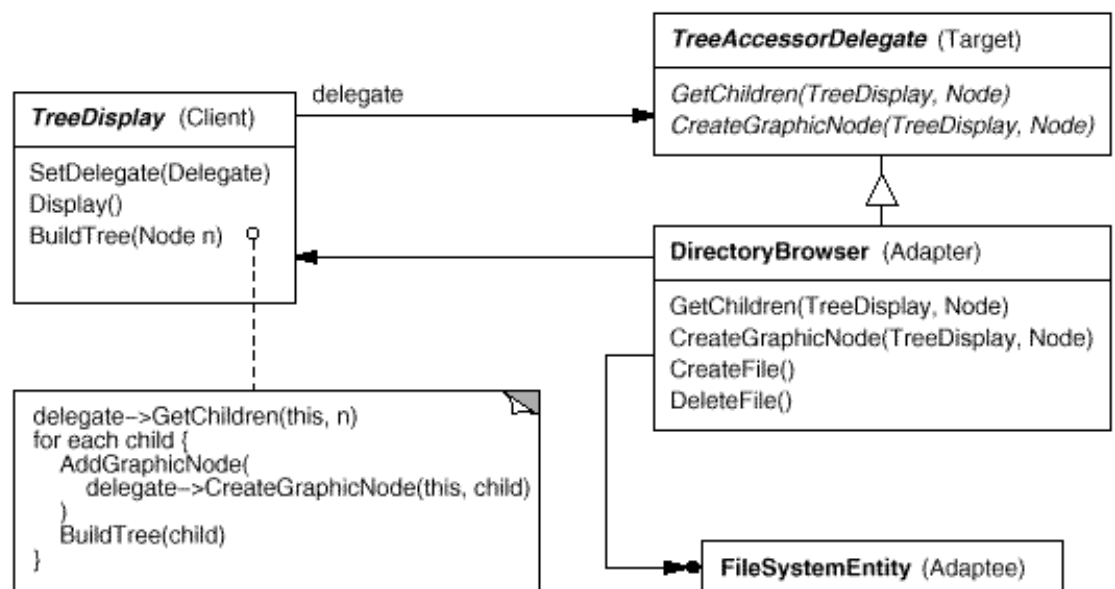 TreeAccessorDelegate (Target)
GetChildren(TreeDisplay, Node)
CreateGraphicNode(TreeDisplay, Node)
delegate
TreeDisplay (Client)
SetDelegate(Delegate)
Display()
BuildTree(Node n)
DirectoryBrowser (Adapter)
GetChildren(TreeDisplay, Node)
CreateGraphicNode(TreeDisplay, Node)
CreateFile()
DeleteFile()
delegate–>GetChildren(this, n)
for each child {
AddGraphicNode(
delegate–>CreateGraphicNode(this, child)
)
BuildTree(child)
}
FileSystemEntity (Adaptee)